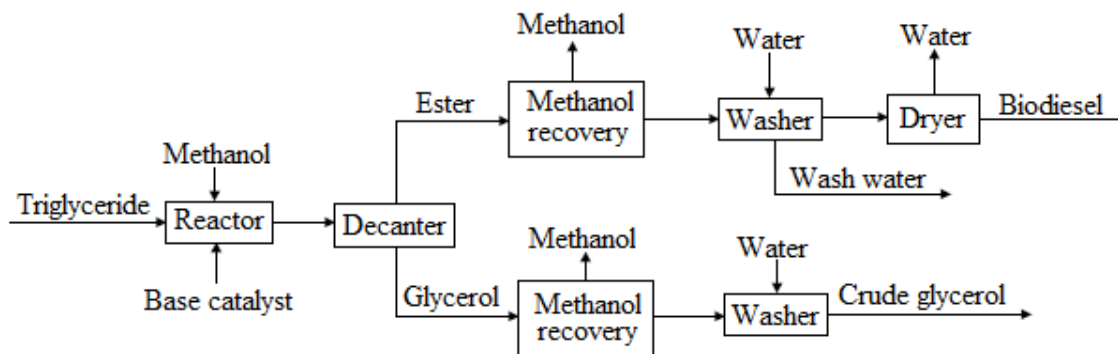 Methanol
Water
Water
Ester
Methanol
recovery
Washer
Dryer
Biodiesel
Methanol
Wash water
Triglyceride
Reactor
Decanter
Base catalyst
Methanol
Water
Glycerol
Methanol
recovery
Washer
Crude glycerol